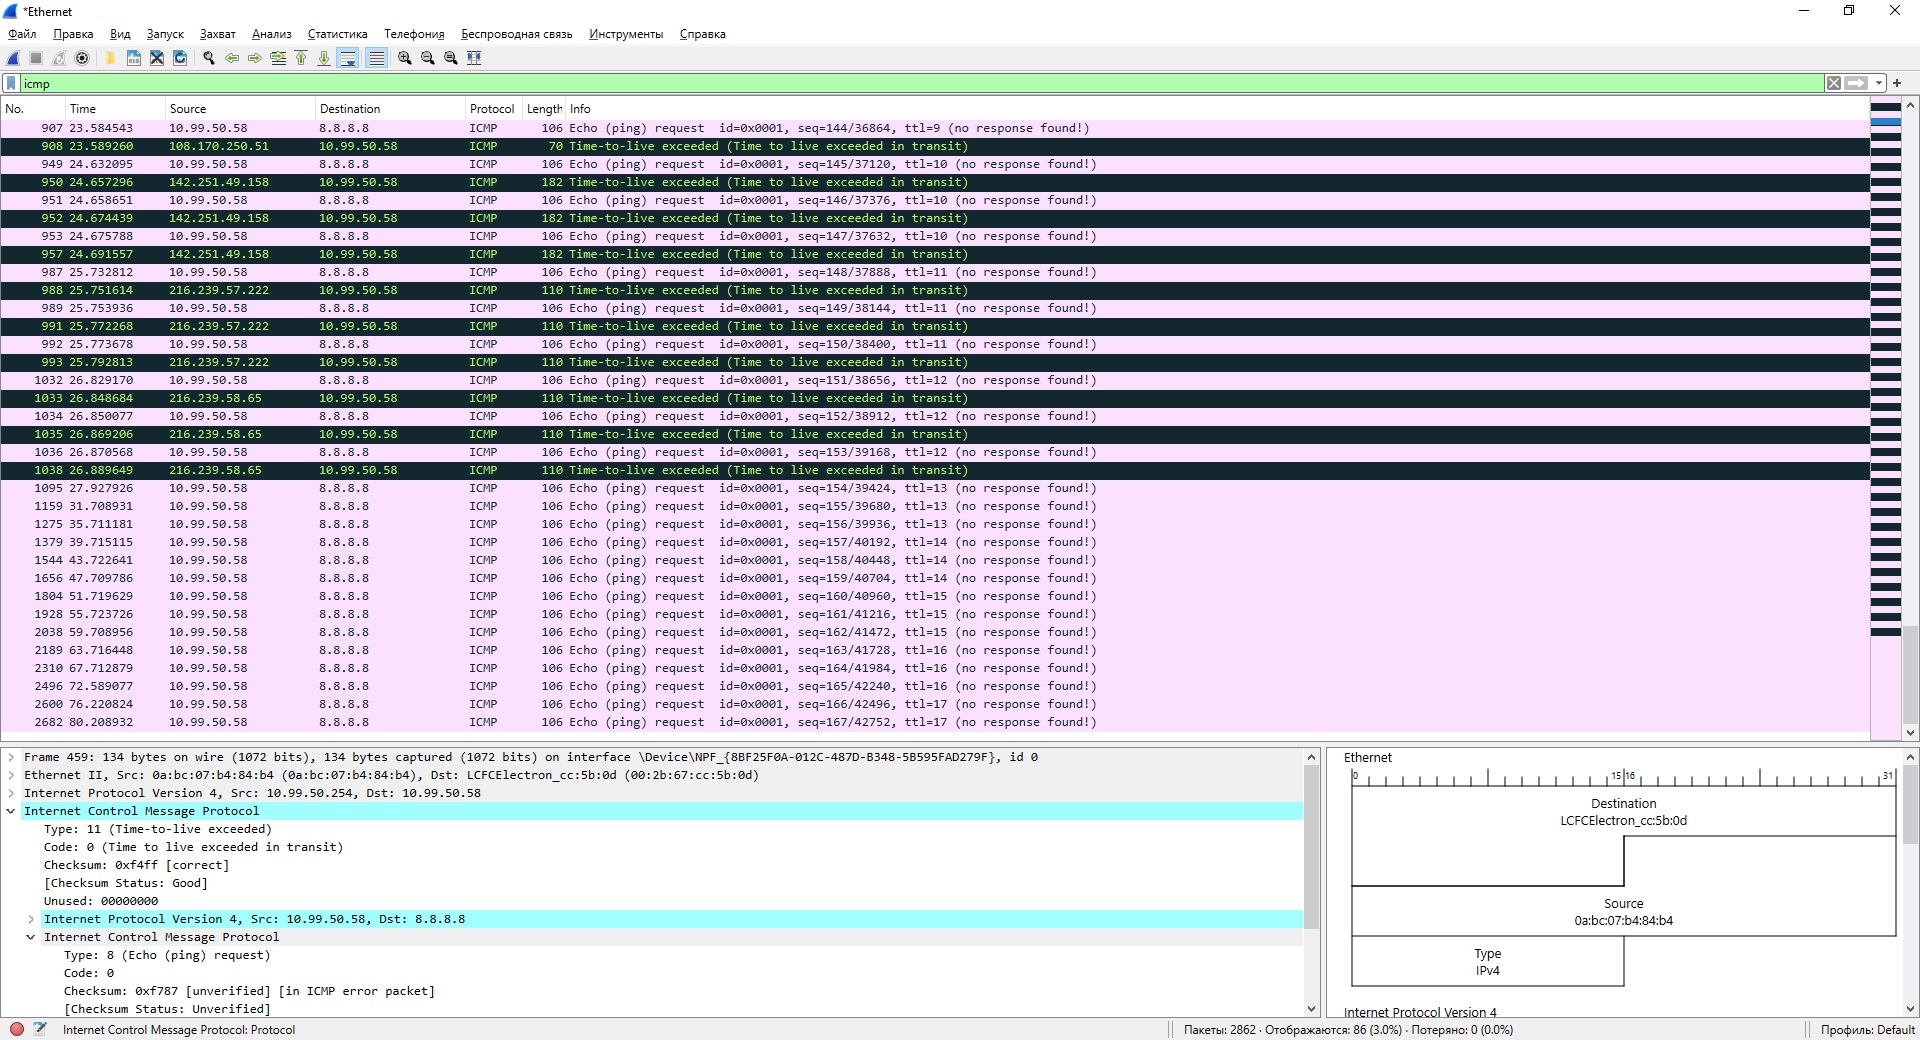 *Ethernet
Файл Правка Вид Запуск Захват Анализ Статистика Телефония Беспроводная связь Инструменты Справка
icmp
No. Time Source Destination Protocol Length Info
907 23.584543 10.99.50.58 8.8.8.8 ICMP 106 Echo (ping) request id=0x0001, seq=144/36864, ttl=9 (no response found!)
908 23.589260 108.170.250.51 10.99.50.58 ICMP 70 Time-to-live exceeded (Time to live exceeded in transit)
949 24.632095 10.99.50.58 8.8.8.8 ICMP 106 Echo (ping) request id=0x0001, seq=145/37120, ttl=10 (no response found!)
950 24.657296 142.251.49.158 10.99.50.58 ICMP 182 Time-to-live exceeded (Time to live exceeded in transit)
951 24.658651 10.99.50.58 8.8.8.8 ICMP 106 Echo (ping) request id=0x0001, seq=146/37376, ttl=10 (no response found!)
952 24.674439 142.251.49.158 10.99.50.58 ICMP 182 Time-to-live exceeded (Time to live exceeded in transit)
953 24.675788 10.99.50.58 8.8.8.8 ICMP 106 Echo (ping) request id=0x0001, seq=147/37632, ttl=10 (no response found!)
957 24.691557 142.251.49.158 10.99.50.58 ICMP 182 Time-to-live exceeded (Time to live exceeded in transit)
987 25.732812 10.99.50.58 8.8.8.8 ICMP 106 Echo (ping) request id=0x0001, seq=148/37888, ttl=11 (no response found!)
988 25.751614 216.239.57.222 10.99.50.58 ICMP 110 Time-to-live exceeded (Time to live exceeded in transit)
989 25.753936 10.99.50.58 8.8.8.8 ICMP 106 Echo (ping) request id=0x0001, seq=149/38144, ttl=11 (no response found!)
991 25.772268 216.239.57.222 10.99.50.58 ICMP 110 Time-to-live exceeded (Time to live exceeded in transit)
992 25.773678 10.99.50.58 8.8.8.8 ICMP 106 Echo (ping) request id=0x0001, seq=150/38400, ttl=11 (no response found!)
993 25.792813 216.239.57.222 10.99.50.58 ICMP 110 Time-to-live exceeded (Time to live exceeded in transit)
1032 26.829170 10.99.50.58 8.8.8.8 ICMP 106 Echo (ping) request id=0x0001, seq=151/38656, ttl=12 (no response found!)
1033 26.848684 216.239.58.65 10.99.50.58 ICMP 110 Time-to-live exceeded (Time to live exceeded in transit)
1034 26.850077 10.99.50.58 8.8.8.8 ICMP 106 Echo (ping) request id=0x0001, seq=152/38912, ttl=12 (no response found!)
1035 26.869206 216.239.58.65 10.99.50.58 ICMP 110 Time-to-live exceeded (Time to live exceeded in transit)
1036 26.870568 10.99.50.58 8.8.8.8 ICMP 106 Echo (ping) request id=0x0001, seq=153/39168, ttl=12 (no response found!)
1038 26.889649 216.239.58.65 10.99.50.58 ICMP 110 Time-to-live exceeded (Time to live exceeded in transit)
1095 27.927926 10.99.50.58 8.8.8.8 ICMP 106 Echo (ping) request id=0x0001, seq=154/39424, ttl=13 (no response found!)
1159 31.708931 10.99.50.58 8.8.8.8 ICMP 106 Echo (ping) request id=0x0001, seq=155/39680, ttl=13 (no response found!)
1275 35.711181 10.99.50.58 8.8.8.8 ICMP 106 Echo (ping) request id=0x0001, seq=156/39936, ttl=13 (no response found!)
1379 39.715115 10.99.50.58 8.8.8.8 ICMP 106 Echo (ping) request id=0x0001, seq=157/40192, ttl=14 (no response found!)
1544 43.722641 10.99.50.58 8.8.8.8 ICMP 106 Echo (ping) request id=0x0001, seq=158/40448, ttl=14 (no response found!)
1656 47.709786 10.99.50.58 8.8.8.8 ICMP 106 Echo (ping) request id=0x0001, seq=159/40704, ttl=14 (no response found!)
1804 51.719629 10.99.50.58 8.8.8.8 ICMP 106 Echo (ping) request id=0x0001, seq=160/40960, ttl=15 (no response found!)
1928 55.723726 10.99.50.58 8.8.8.8 ICMP 106 Echo (ping) request id=0x0001, seq=161/41216, ttl=15 (no response found!)
2038 59.708956 10.99.50.58 8.8.8.8 ICMP 106 Echo (ping) request id=0x0001, seq=162/41472, ttl=15 (no response found!)
2189 63.716448 10.99.50.58 8.8.8.8 ICMP 106 Echo (ping) request id=0x0001, seq=163/41728, ttl=16 (no response found!)
2310 67.712879 10.99.50.58 8.8.8.8 ICMP 106 Echo (ping) request id=0x0001, seq=164/41984, ttl=16 (no response found!)
2496 72.589077 10.99.50.58 8.8.8.8 ICMP 106 Echo (ping) request id=0x0001, seq=165/42240, ttl=16 (no response found!)
2600 76.220824 10.99.50.58 8.8.8.8 ICMP 106 Echo (ping) request id=0x0001, seq=166/42496, ttl=17 (no response found!)
2682 80.208932 10.99.50.58 8.8.8.8 ICMP 106 Echo (ping) request id=0x0001, seq=167/42752, ttl=17 (no response found!)
Frame 459: 134 bytes on wire (1072 bits), 134 bytes captured (1072 bits) on interface \Device\NPF_{8BF25F0A-012C-487D-B348-5B595FAD279F}, id 0
Ethernet II, Src: 0a:bc:07:b4:84:b4 (0a:bc:07:b4:84:b4), Dst: LCFCElectron_cc:5b:0d (00:2b:67:cc:5b:0d)
Internet Protocol Version 4, Src: 10.99.50.254, Dst: 10.99.50.58
Internet Control Message Protocol
Type: 11 (Time-to-live exceeded)
Code: 0 (Time to live exceeded in transit)
Checksum: 0xf4ff [correct]
[Checksum Status: Good]
Unused: 00000000
Internet Protocol Version 4, Src: 10.99.50.58, Dst: 8.8.8.8
Internet Control Message Protocol
Type: 8 (Echo (ping) request)
Code: 0
Checksum: 0xf787 [unverified] [in ICMP error packet]
[Checksum Status: Unverified]
Ethernet
0 15 16 31
Destination
LCFCElectron_cc:5b:0d
Source
0a:bc:07:b4:84:b4
Type
IPv4
Internet Protocol Version 4
Internet Control Message Protocol: Protocol
Пакеты: 2862 · Отображаются: 86 (3.0%) · Потеряно: 0 (0.0%)
Профиль: Default